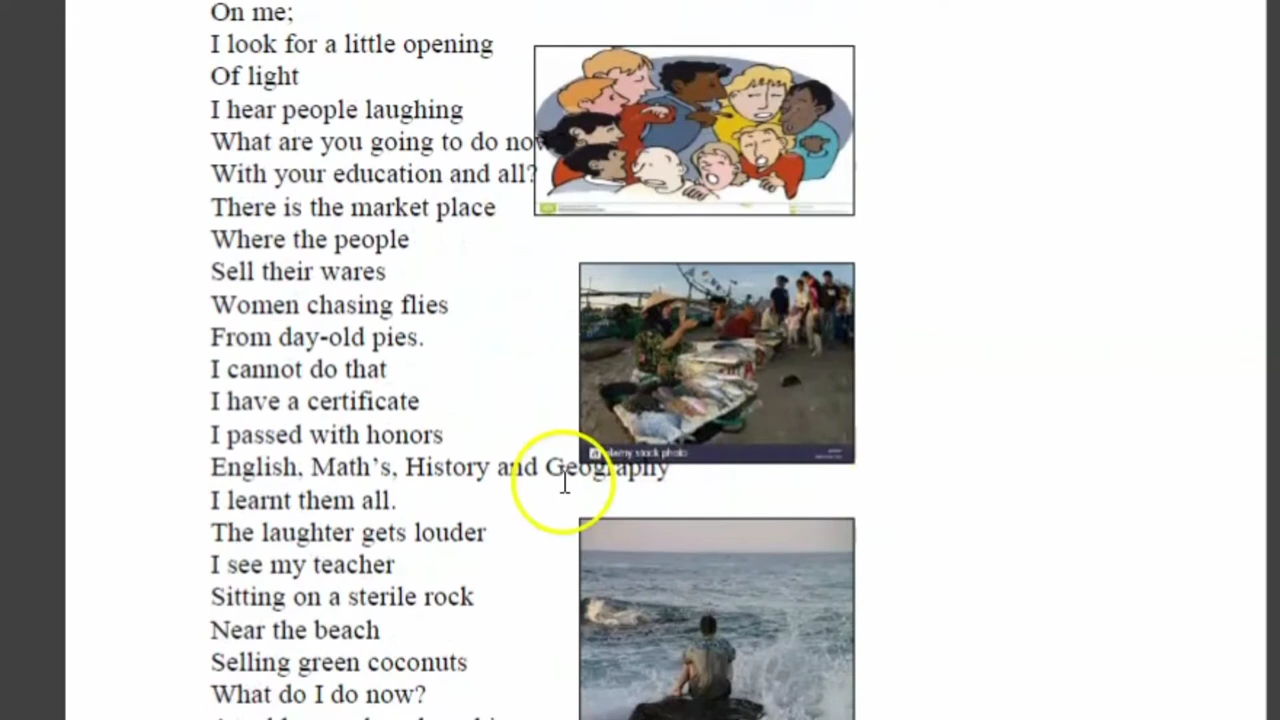 On me;
I look for a little opening
Of light
I hear people laughing
What are you going to do now
With your education and all?
There is the market place
Where the people
Sell their wares
Women chasing flies
From day-old pies.
I cannot do that
I have a certificate
I passed with honors
English, Math's, History and Geography
I learnt them all.
The laughter gets louder
I see my teacher
Sitting on a sterile rock
Near the beach
Selling green coconuts
What do I do now?
alamy stock photo